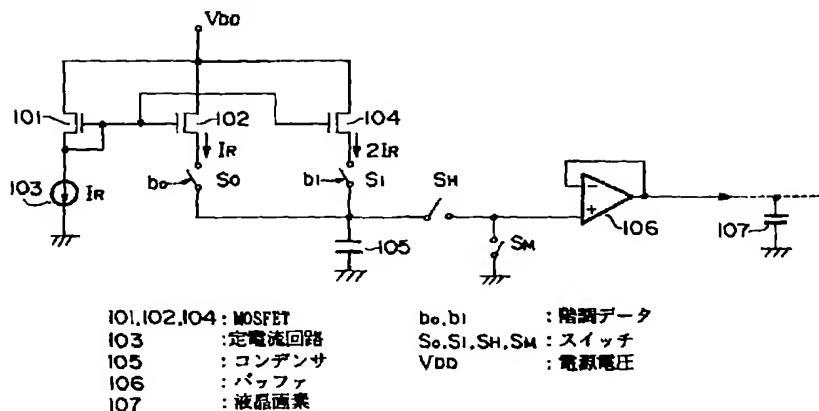 VDD
101
102
104
IR
2IR
b0
S0
b1
S1
SH
103
IR
105
SM
-
+
106
107
101,102,104 : MOSFET
103 : 定電流回路
105 : コンデンサ
106 : バッファ
107 : 液晶画素
b0,b1 : 階調データ
S0,S1,SH,SM : スイッチ
VDD : 電源電圧